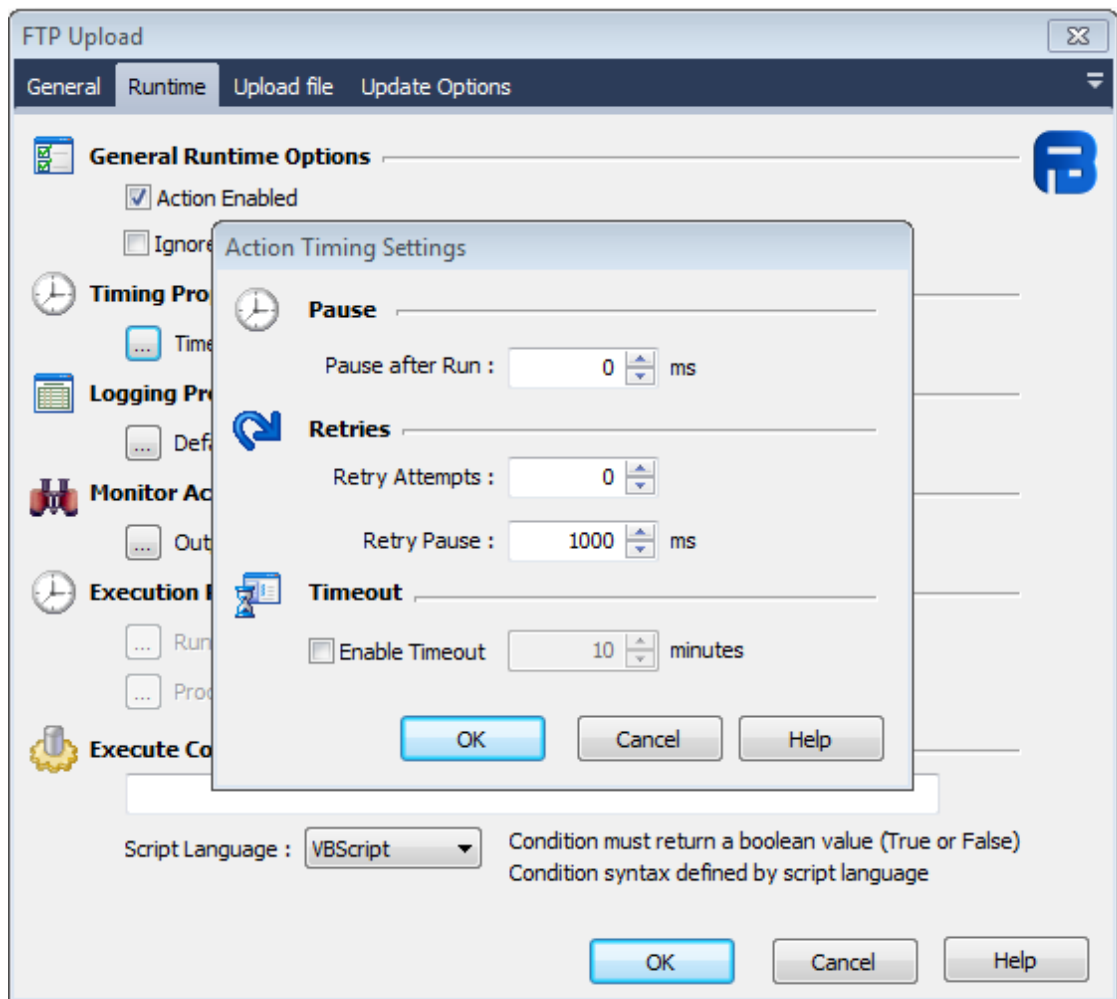 FTP Upload
General Runtime Upload file Update Options
General Runtime Options
Action Enabled
Ignore
Action Timing Settings
Timing Pro
Time
Pause
Pause after Run : 0 ms
Logging Pr
Defa
Retries
Retry Attempts : 0
Monitor Ac
Out
Retry Pause : 1000 ms
Execution
Timeout
Run
Enable Timeout 10 minutes
Proc
OK Cancel Help
Execute Co
Script Language : VBScript
Condition must return a boolean value (True or False)
Condition syntax defined by script language
OK Cancel Help